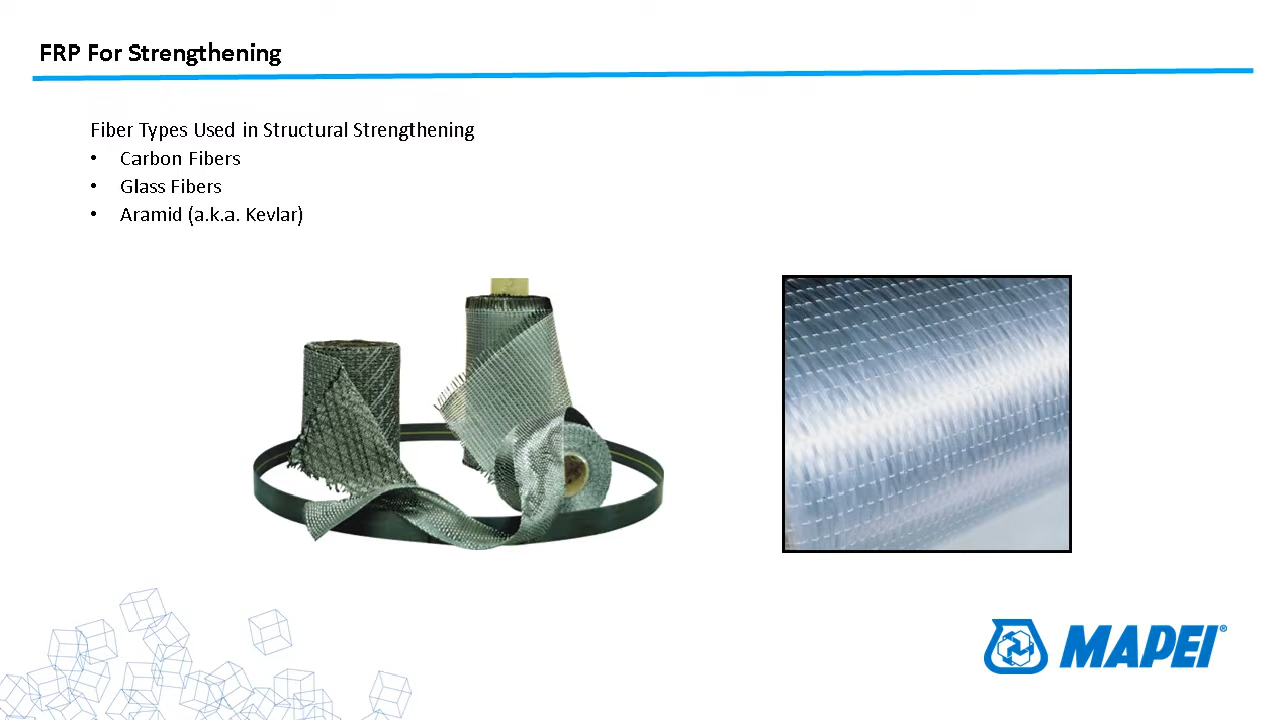 FRP For Strengthening
Fiber Types Used in Structural Strengthening
• Carbon Fibers
• Glass Fibers
• Aramid (a.k.a. Kevlar)
MAPEI®